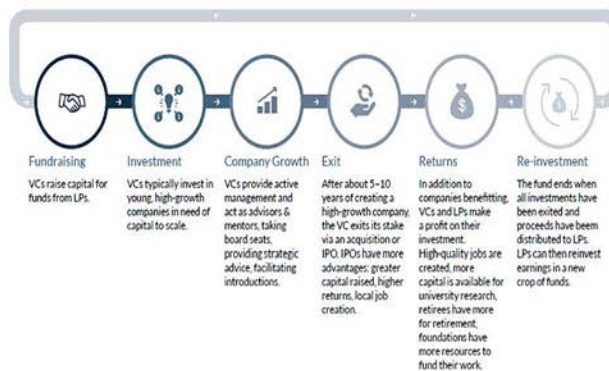 Fundraising
VCs raise capital for
funds from LPs.
Investment
VCs typically invest in
young, high-growth
companies in need of
capital to scale.
Company Growth
VCs provide active
management and
act as advisors &
mentors, taking
board seats,
providing strategic
advice, facilitating
introductions.
Exit
After about 5–10
years of creating a
high-growth company,
the VC exits its stake
via an acquisition or
IPO. IPOs have more
advantages: greater
capital raised, higher
returns, local job
creation.
Returns
In addition to
companies benefitting,
VCs and LPs make
a profit on their
investment.
High-quality jobs are
created, more
capital is available for
university research,
retirees have more
for retirement,
foundations have
more resources to
fund their work.
Re-investment
The fund ends when
all investments have
been exited and
proceeds have been
distributed to LPs.
LPs can then reinvest
earnings in a new
crop of funds.